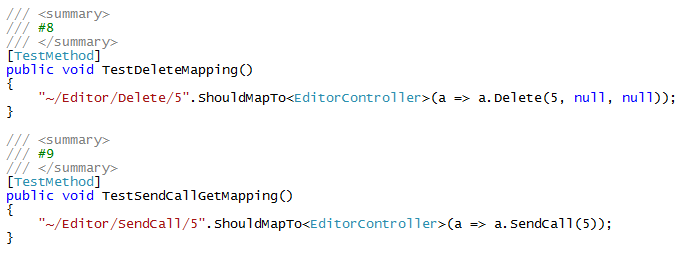 /// <summary>
/// #8
/// </summary>
[TestMethod]
public void TestDeleteMapping()
{
    "~/Editor/Delete/5".ShouldMapTo<EditorController>(a => a.Delete(5, null, null));
}
/// <summary>
/// #9
/// </summary>
[TestMethod]
public void TestSendCallGetMapping()
{
    "~/Editor/SendCall/5".ShouldMapTo<EditorController>(a => a.SendCall(5));
}